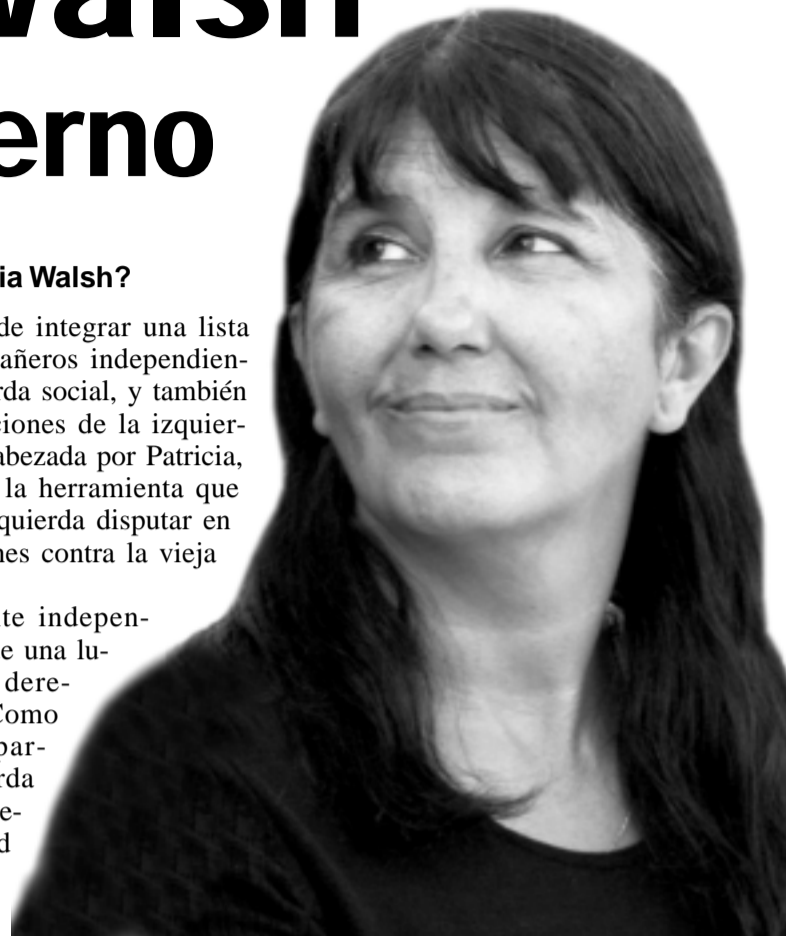 Walsh
erno
ia Walsh?
de integrar una lista
añeros independien-
rda social, y también
ciones de la izquier-
abezada por Patricia,
la herramienta que
quierda disputar en
nes contra la vieja
te indepen-
e una lu-
dere-
Como
par-
rda
e-
d